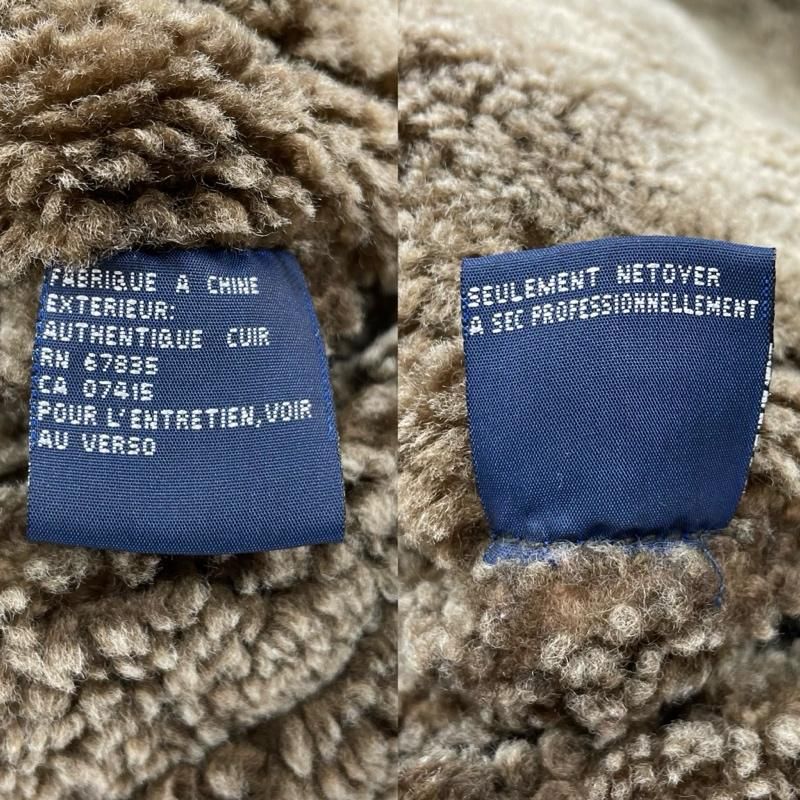 FABRIQUE A CHINE
EXTERIEUR:
AUTHENTIQUE CUIR
RN 67835
CA 07415
POUR L'ENTRETIEN, VOIR
AU VERSO
SEULEMENT NETOYER
A SEC PROFESSIONNELLEMENT